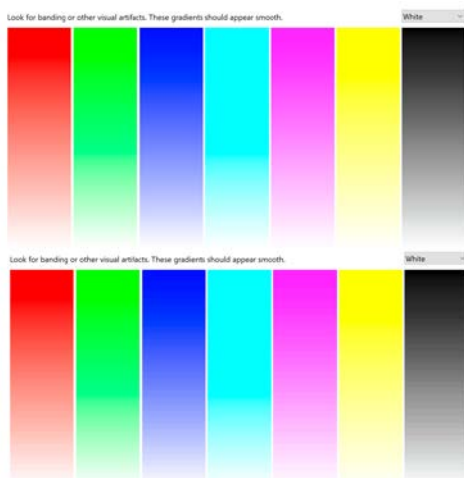 Look for banding or other visual artifacts. These gradients should appear smooth.
White
Look for banding or other visual artifacts. These gradients should appear smooth.
White